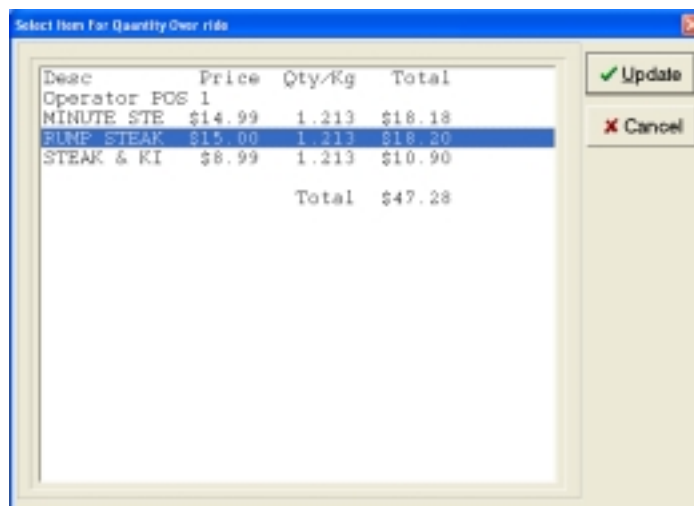 Select Item For Quantity Over ride
Desc Price Qty/Kg Total
Operator POS 1
MINUTE STE $14.99 1.213 $18.18
RUMP STEAK $15.00 1.213 $18.20
STEAK & KI $8.99 1.213 $10.90
Total $47.28
Update
Cancel